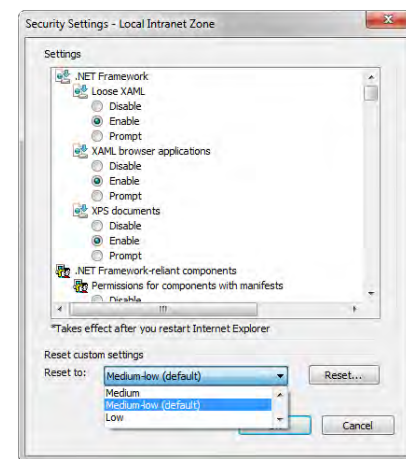 Security Settings - Local Intranet Zone
Settings
.NET Framework
Loose XAML
Disable
Enable
Prompt
XAML browser applications
Disable
Enable
Prompt
XPS documents
Disable
Enable
Prompt
.NET Framework-reliant components
Permissions for components with manifests
Disable
*Takes effect after you restart Internet Explorer
Reset custom settings
Reset to: Medium-low (default) Reset...
Medium
Medium-low (default)
Low
Cancel